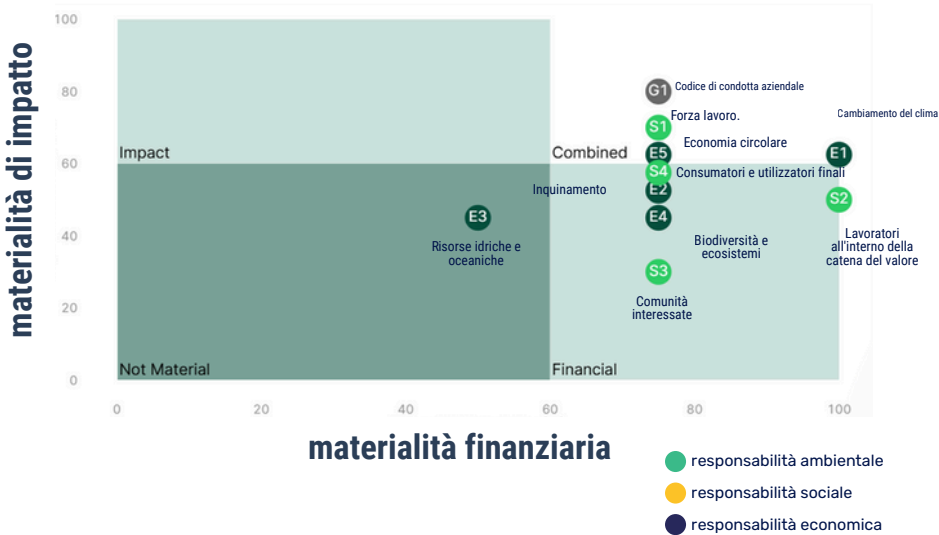 materialità di impatto
100
80
60
40
20
0
G1 Codice di condotta aziendale
S1 Forza lavoro.
Cambiamento del clima
Economia circolare
Impact
Combined
E5
E1
S4 Consumatori e utilizzatori finali
Inquinamento
E2
S2
E3
E4
Risorse idriche e
oceaniche
Lavoratori
all'interno della
catena del valore
Biodiversità e
ecosistemi
S3
Comunità
interessate
Not Material
Financial
0
20
40
60
80
100
materialità finanziaria
responsabilità ambientale
responsabilità sociale
responsabilità economica